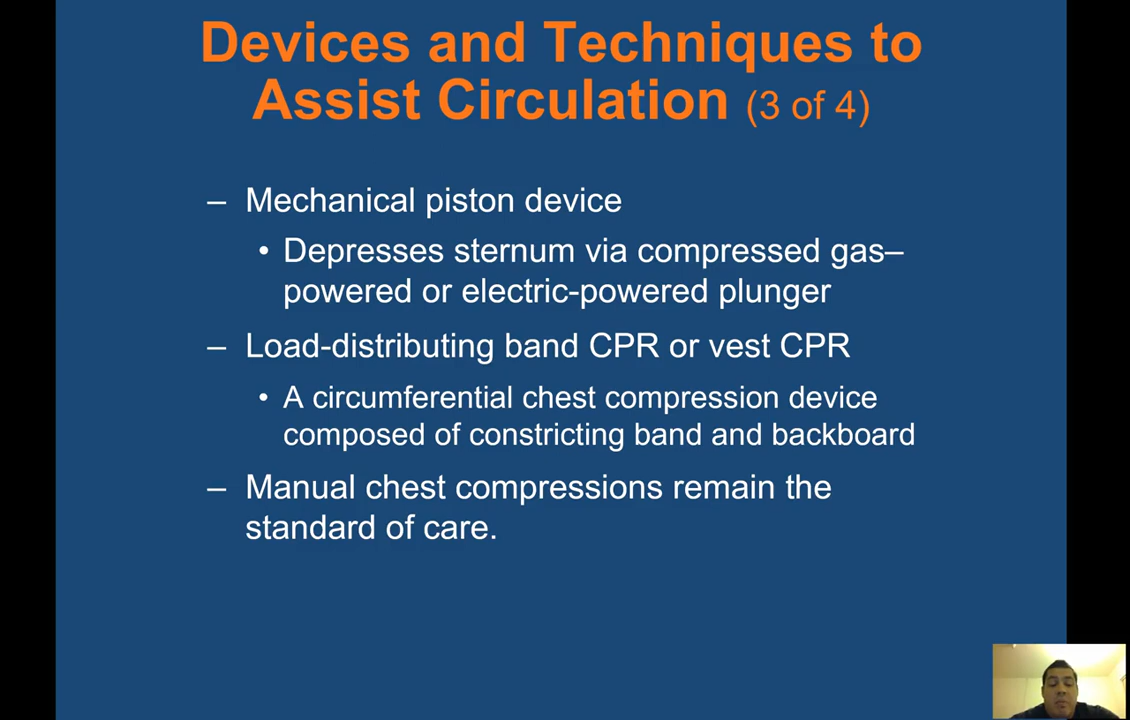 Devices and Techniques to
Assist Circulation (3 of 4)
– Mechanical piston device
• Depresses sternum via compressed gas–
powered or electric-powered plunger
– Load-distributing band CPR or vest CPR
• A circumferential chest compression device
composed of constricting band and backboard
– Manual chest compressions remain the
standard of care.